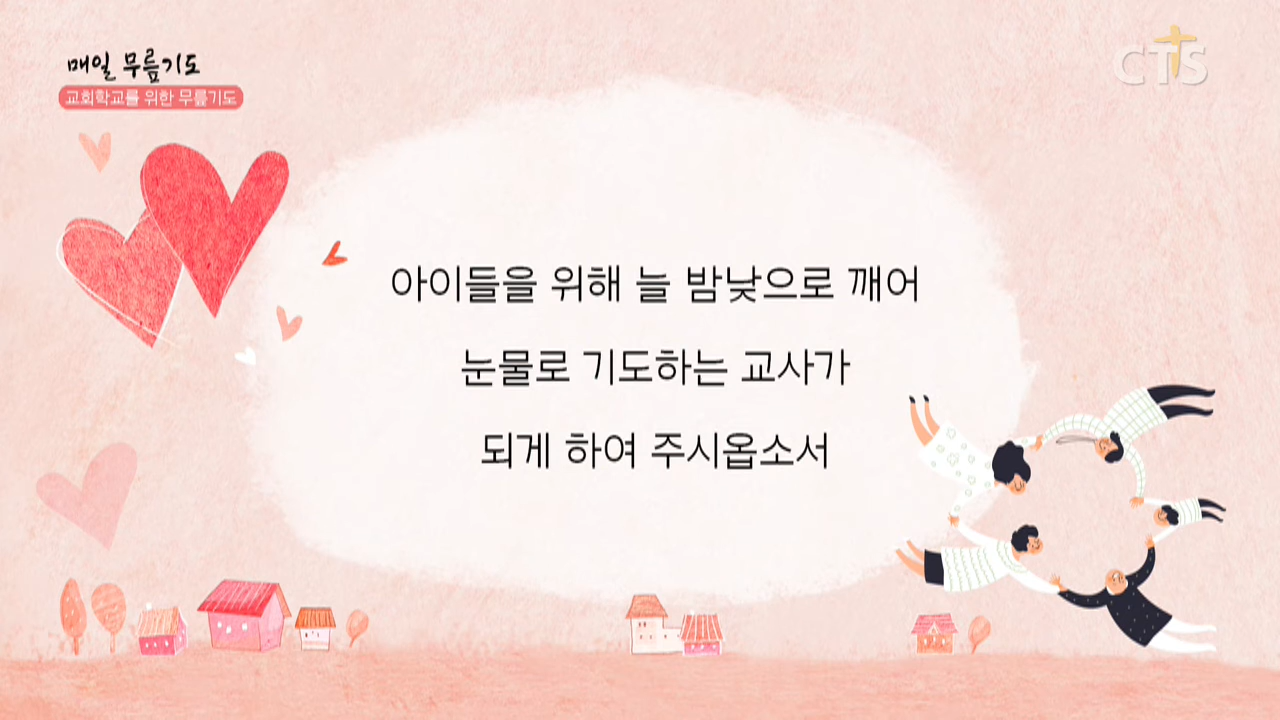 매일 무릎기도
교회학교를 위한 무릎기도
CTS
아이들을 위해 늘 밤낮으로 깨어
눈물로 기도하는 교사가
되게 하여 주시옵소서